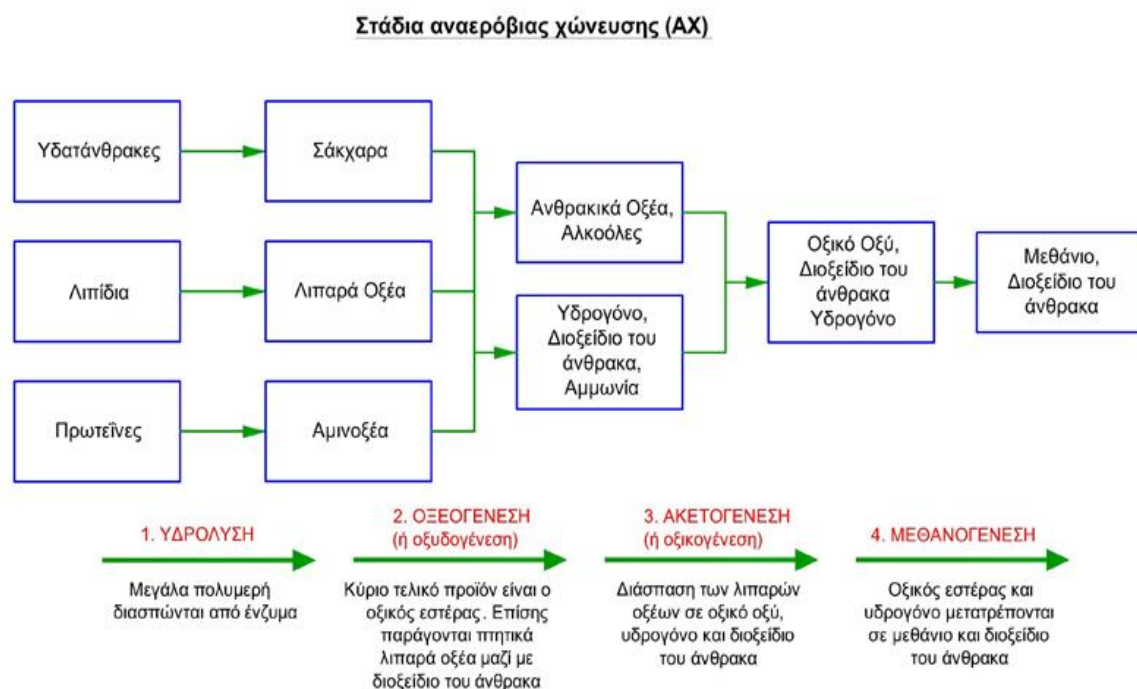 Στάδια αναερόβιας χώνευσης (ΑΧ)
Υδατάνθρακες
Σάκχαρα
Λιπίδια
Λιπαρά Οξέα
Πρωτεΐνες
Αμινοξέα
Ανθρακικά Οξέα,
Αλκοόλες
Υδρογόνο,
Διοξείδιο του
άνθρακα,
Αμμωνία
Οξικό Οξύ,
Διοξείδιο του
άνθρακα
Υδρογόνο
Μεθάνιο,
Διοξείδιο του
άνθρακα
1. ΥΔΡΟΛΥΣΗ
Μεγάλα πολυμερή
διασπώνται από ένζυμα
2. ΟΞΕΟΓΕΝΕΣΗ
(ή οξυδογένεση)
Κύριο τελικό προϊόν είναι ο
οξικός εστέρας. Επίσης
παράγονται πτητικά
λιπαρά οξέα μαζί με
διοξείδιο του άνθρακα
3. ΑΚΕΤΟΓΕΝΕΣΗ
(ή οξικογένεση)
Διάσπαση των λιπαρών
οξέων σε οξικό οξύ,
υδρογόνο και διοξείδιο
του άνθρακα
4. ΜΕΘΑΝΟΓΕΝΕΣΗ
Οξικός εστέρας και
υδρογόνο μετατρέπονται
σε μεθάνιο και διοξείδιο
του άνθρακα